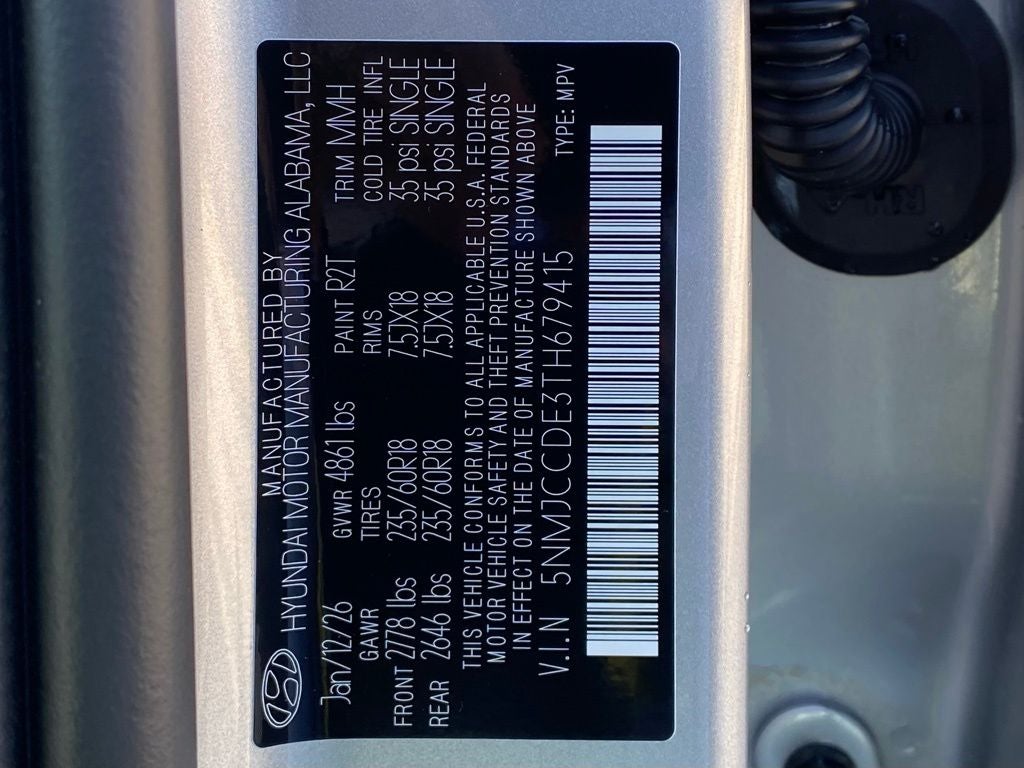 MANUFACTURED BY
HYUNDAI MOTOR MANUFACTURING ALABAMA, LLC
Jan/12/26 GVWR 4861 lbs PAINT R2T TRIM MMH
GAWR TIRES RIMS COLD TIRE INFL
FRONT 2778 lbs 235/60R18 7.5JX18 35 psi SINGLE
REAR 2646 lbs 235/60R18 7.5JX18 35 psi SINGLE
THIS VEHICLE CONFORMS TO ALL APPLICABLE U.S.A. FEDERAL
MOTOR VEHICLE SAFETY AND THEFT PREVENTION STANDARDS
IN EFFECT ON THE DATE OF MANUFACTURE SHOWN ABOVE
V.I.N 5NMJCCDE3TH679415 TYPE: MPV